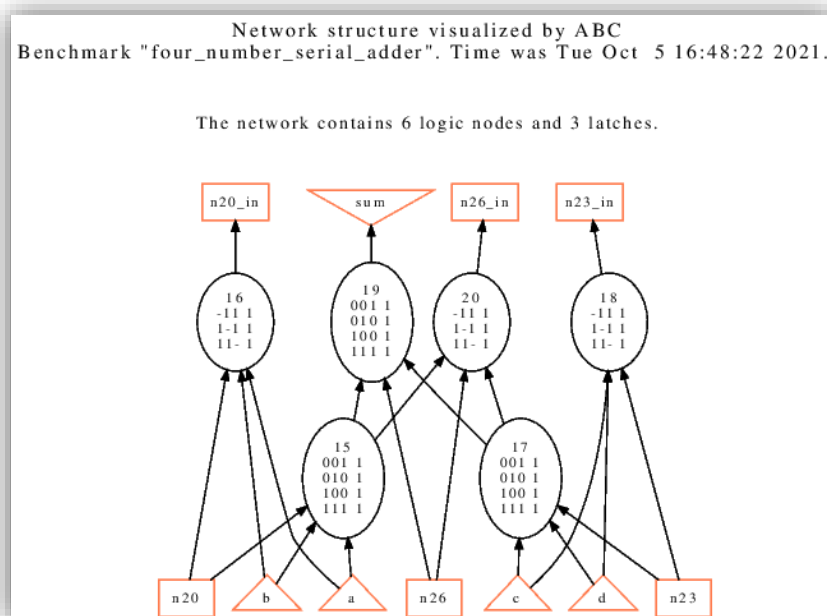 Network structure visualized by ABC
Benchmark "four_number_serial_adder". Time was Tue Oct 5 16:48:22 2021.
The network contains 6 logic nodes and 3 latches.
n20_in
sum
n26_in
n23_in
16
-11 1
1-1 1
11- 1
19
001 1
010 1
100 1
111 1
20
-11 1
1-1 1
11- 1
18
-11 1
1-1 1
11- 1
15
001 1
010 1
100 1
111 1
17
001 1
010 1
100 1
111 1
n20
b
a
n26
c
d
n23